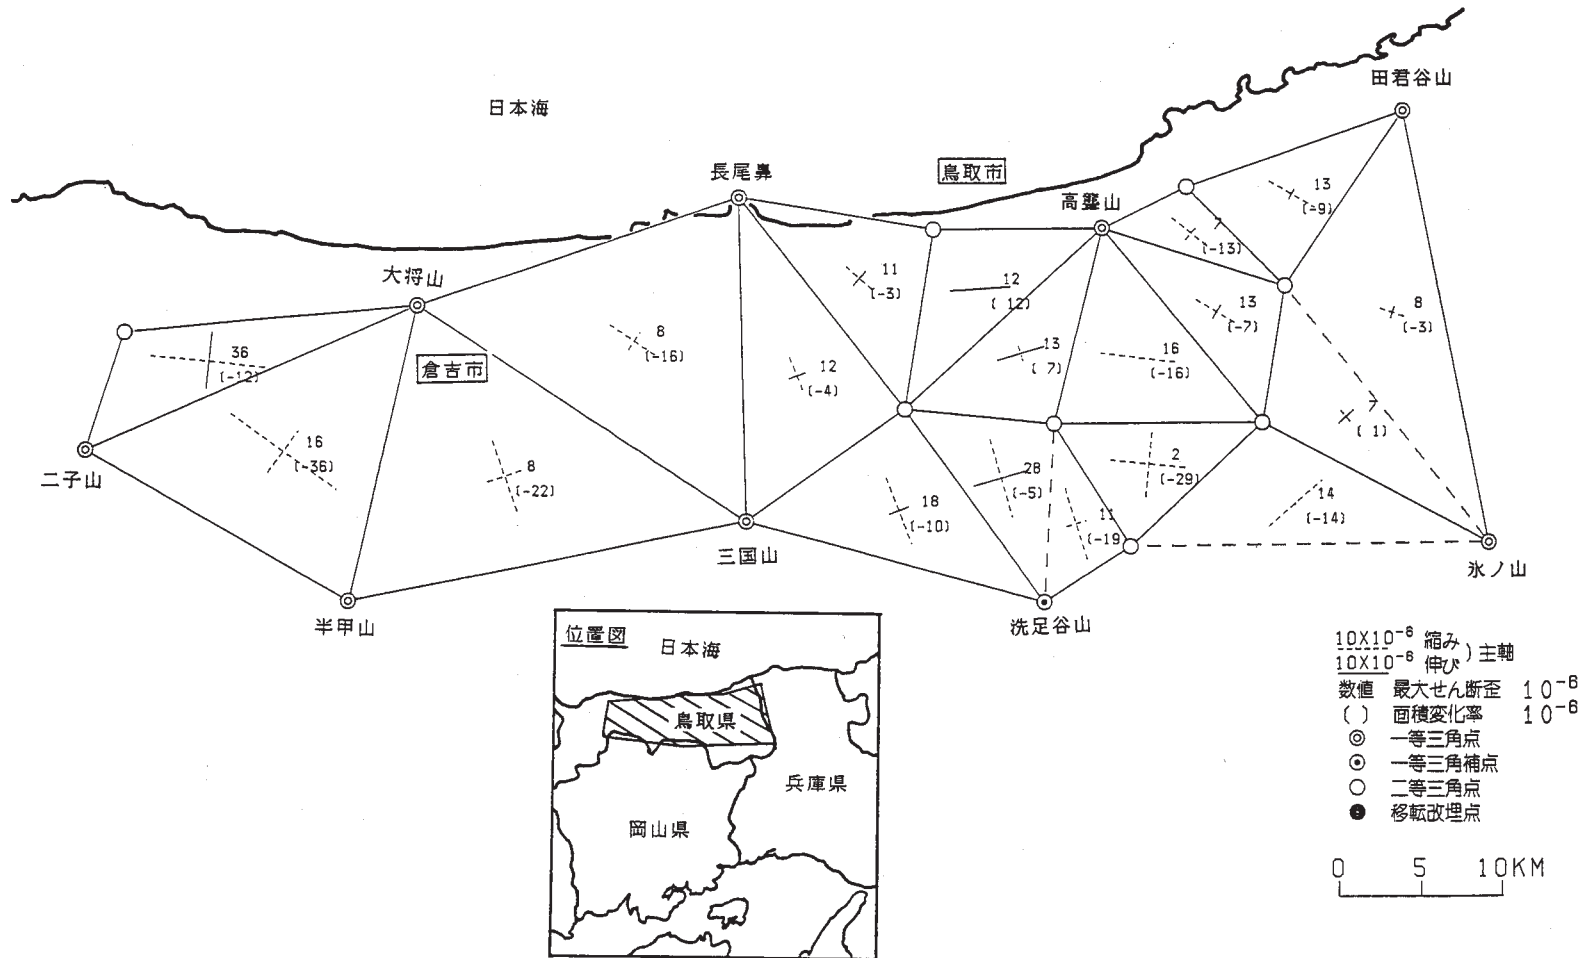 田君谷山
日本海
長尾鼻
鳥取市
高鑿山
大将山
倉吉市
13
(-9)
7
(-13)
11
(-3)
12
(12)
13
(-7)
8
(-3)
8
(-16)
36
(-12)
12
(-4)
13
(7)
16
(-16)
7
(1)
16
(-36)
8
(-22)
28
(-5)
2
(-29)
18
(-10)
11
(-19
14
(-14)
二子山
三国山
氷ノ山
半甲山
洗足谷山
位置図
日本海
鳥取県
兵庫県
岡山県
10X10⁻⁶ 縮み
10X10⁻⁶ 伸び ) 主軸
数値 最大せん断歪 10⁻⁶
( ) 面積変化率 10⁻⁶
◎ 一等三角点
一等三角補点
○ 二等三角点
● 移転改埋点
0 5 10KM